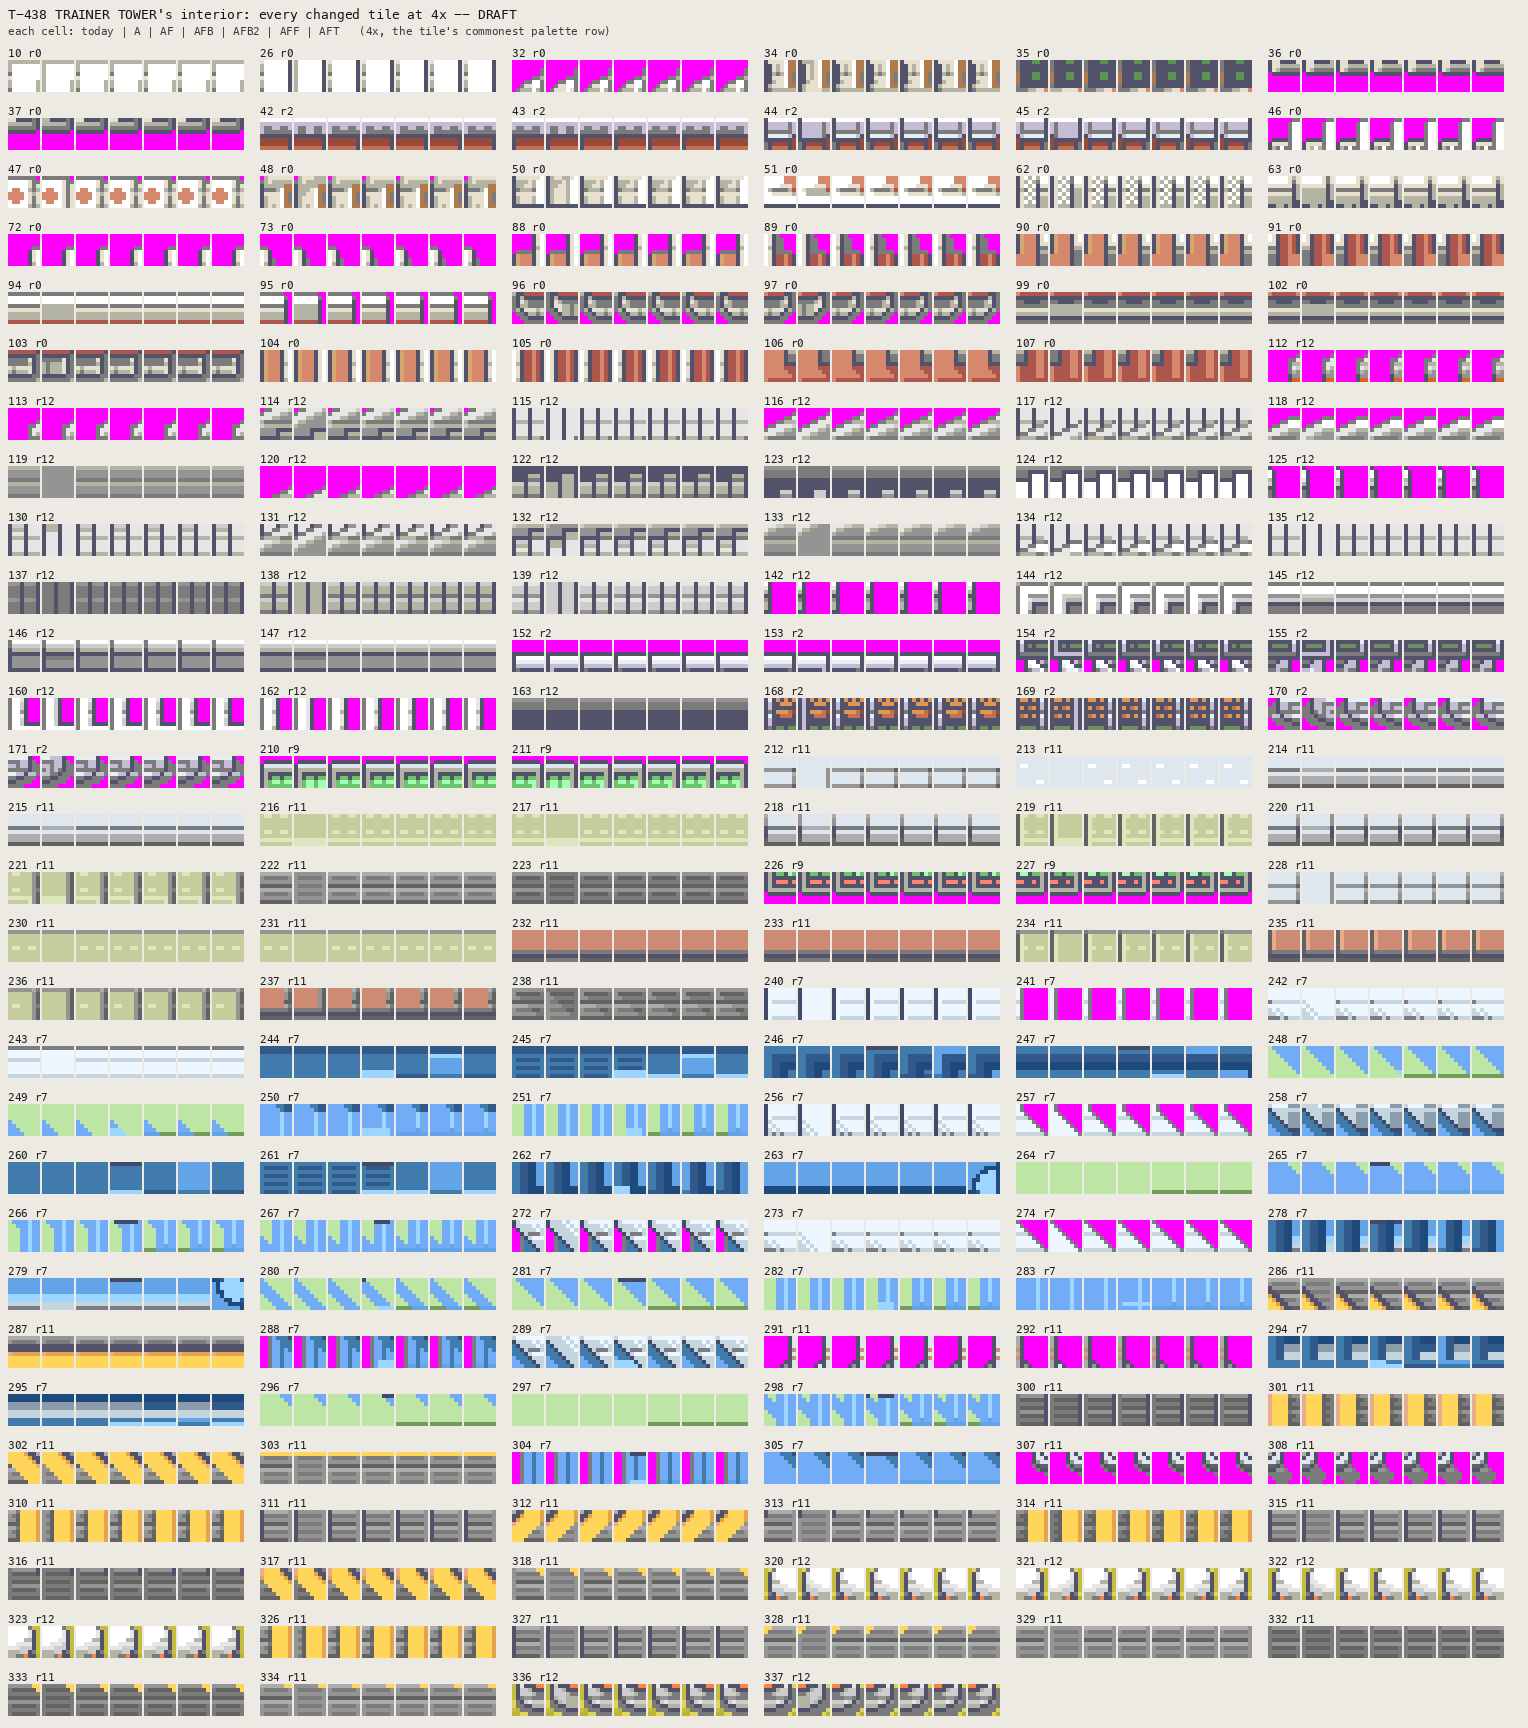 T-438 TRAINER TOWER's interior: every changed tile at 4x -- DRAFT
each cell: today | A | AF | AFB | AFB2 | AFF | AFT   (4x, the tile's commonest palette row)
10 r0 26 r0 32 r0 34 r0 35 r0 36 r0
37 r0 42 r2 43 r2 44 r2 45 r2 46 r0
47 r0 48 r0 50 r0 51 r0 62 r0 63 r0
72 r0 73 r0 88 r0 89 r0 90 r0 91 r0
94 r0 95 r0 96 r0 97 r0 99 r0 102 r0
103 r0 104 r0 105 r0 106 r0 107 r0 112 r12
113 r12 114 r12 115 r12 116 r12 117 r12 118 r12
119 r12 120 r12 122 r12 123 r12 124 r12 125 r12
130 r12 131 r12 132 r12 133 r12 134 r12 135 r12
137 r12 138 r12 139 r12 142 r12 144 r12 145 r12
146 r12 147 r12 152 r2 153 r2 154 r2 155 r2
160 r12 162 r12 163 r12 168 r2 169 r2 170 r2
171 r2 210 r9 211 r9 212 r11 213 r11 214 r11
215 r11 216 r11 217 r11 218 r11 219 r11 220 r11
221 r11 222 r11 223 r11 226 r9 227 r9 228 r11
230 r11 231 r11 232 r11 233 r11 234 r11 235 r11
236 r11 237 r11 238 r11 240 r7 241 r7 242 r7
243 r7 244 r7 245 r7 246 r7 247 r7 248 r7
249 r7 250 r7 251 r7 256 r7 257 r7 258 r7
260 r7 261 r7 262 r7 263 r7 264 r7 265 r7
266 r7 267 r7 272 r7 273 r7 274 r7 278 r7
279 r7 280 r7 281 r7 282 r7 283 r7 286 r11
287 r11 288 r7 289 r7 291 r11 292 r11 294 r7
295 r7 296 r7 297 r7 298 r7 300 r11 301 r11
302 r11 303 r11 304 r7 305 r7 307 r11 308 r11
310 r11 311 r11 312 r11 313 r11 314 r11 315 r11
316 r11 317 r11 318 r11 320 r12 321 r12 322 r12
323 r12 326 r11 327 r11 328 r11 329 r11 332 r11
333 r11 334 r11 336 r12 337 r12